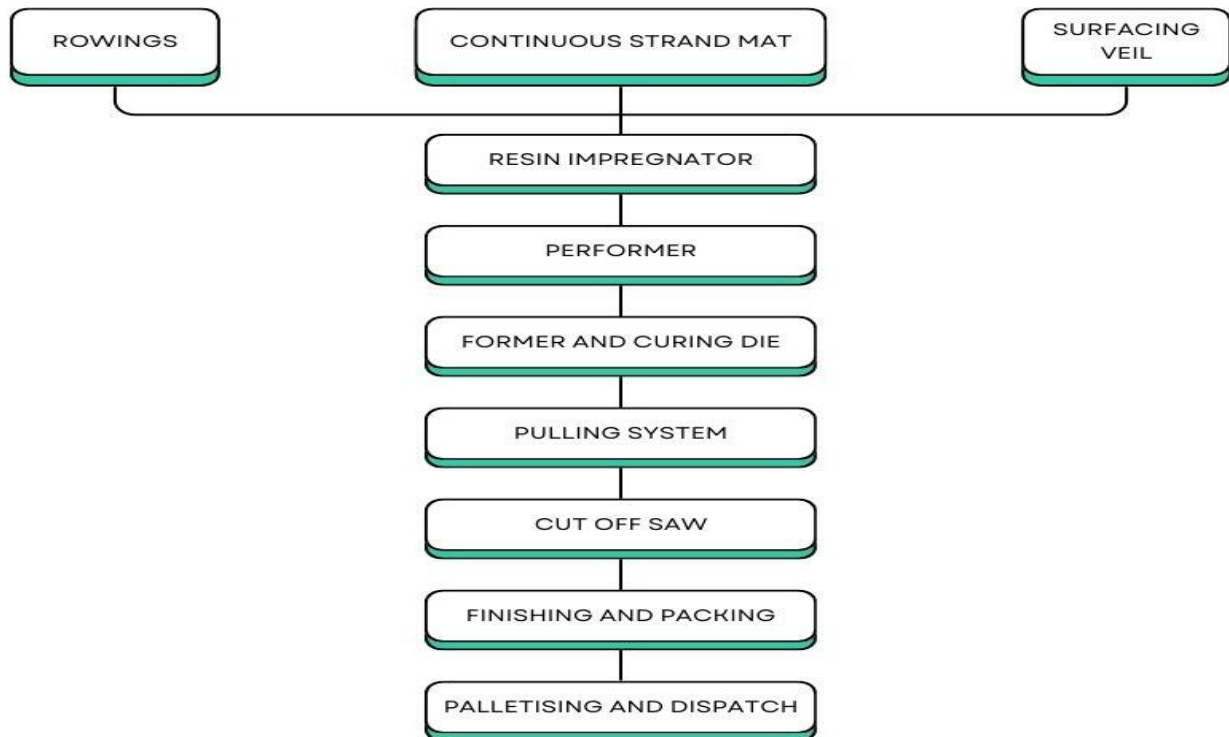 ROWINGS
CONTINUOUS STRAND MAT
SURFACING
VEIL
RESIN IMPREGNATOR
PERFORMER
FORMER AND CURING DIE
PULLING SYSTEM
CUT OFF SAW
FINISHING AND PACKING
PALLETISING AND DISPATCH